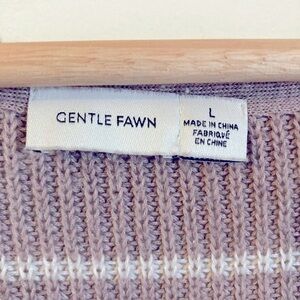 GENTLE FAWN
L
MADE IN CHINA
FABRIQUÉ
EN CHINE